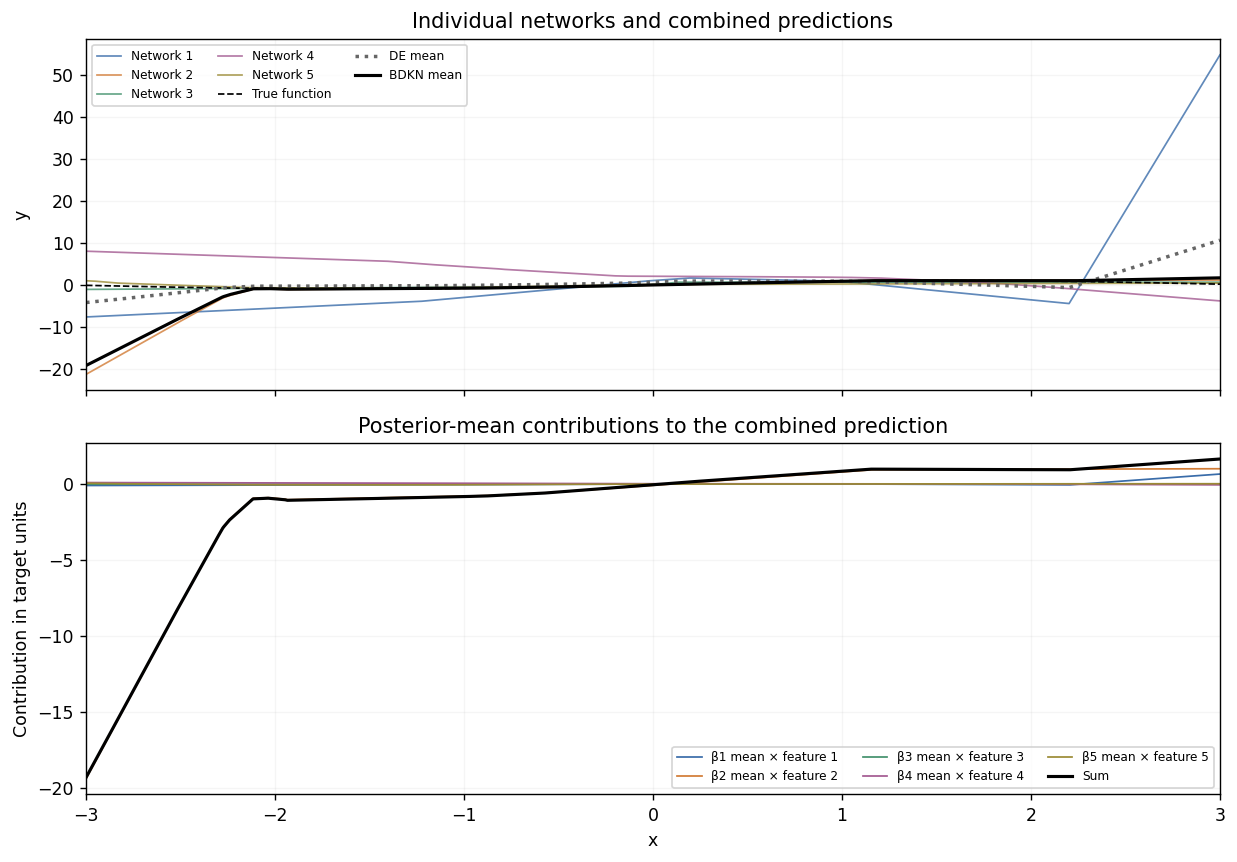 Individual networks and combined predictions
Network 1
Network 2
Network 3
Network 4
Network 5
True function
DE mean
BDKN mean
50
40
30
20
10
0
−10
−20
y
Posterior-mean contributions to the combined prediction
0
−5
−10
−15
−20
Contribution in target units
β1 mean × feature 1
β2 mean × feature 2
β3 mean × feature 3
β4 mean × feature 4
β5 mean × feature 5
Sum
−3
−2
−1
0
1
2
3
x